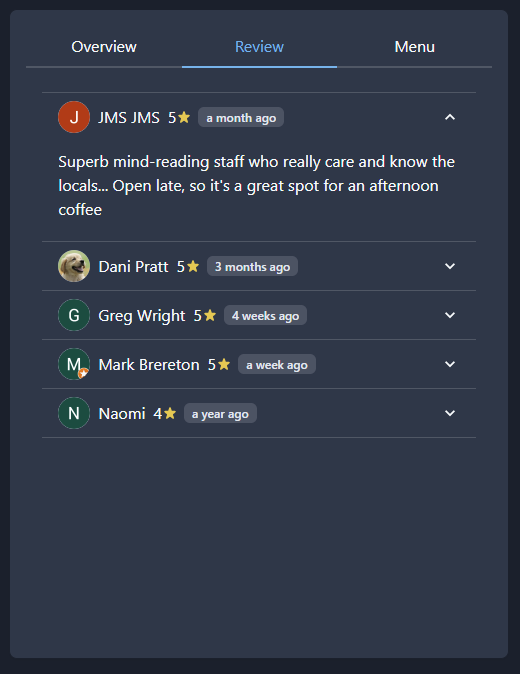 Overview Review Menu
J JMS JMS 5 a month ago
Superb mind-reading staff who really care and know the
locals... Open late, so it's a great spot for an afternoon
coffee
Dani Pratt 5 3 months ago
G Greg Wright 5 4 weeks ago
M Mark Brereton 5 a week ago
N Naomi 4 a year ago